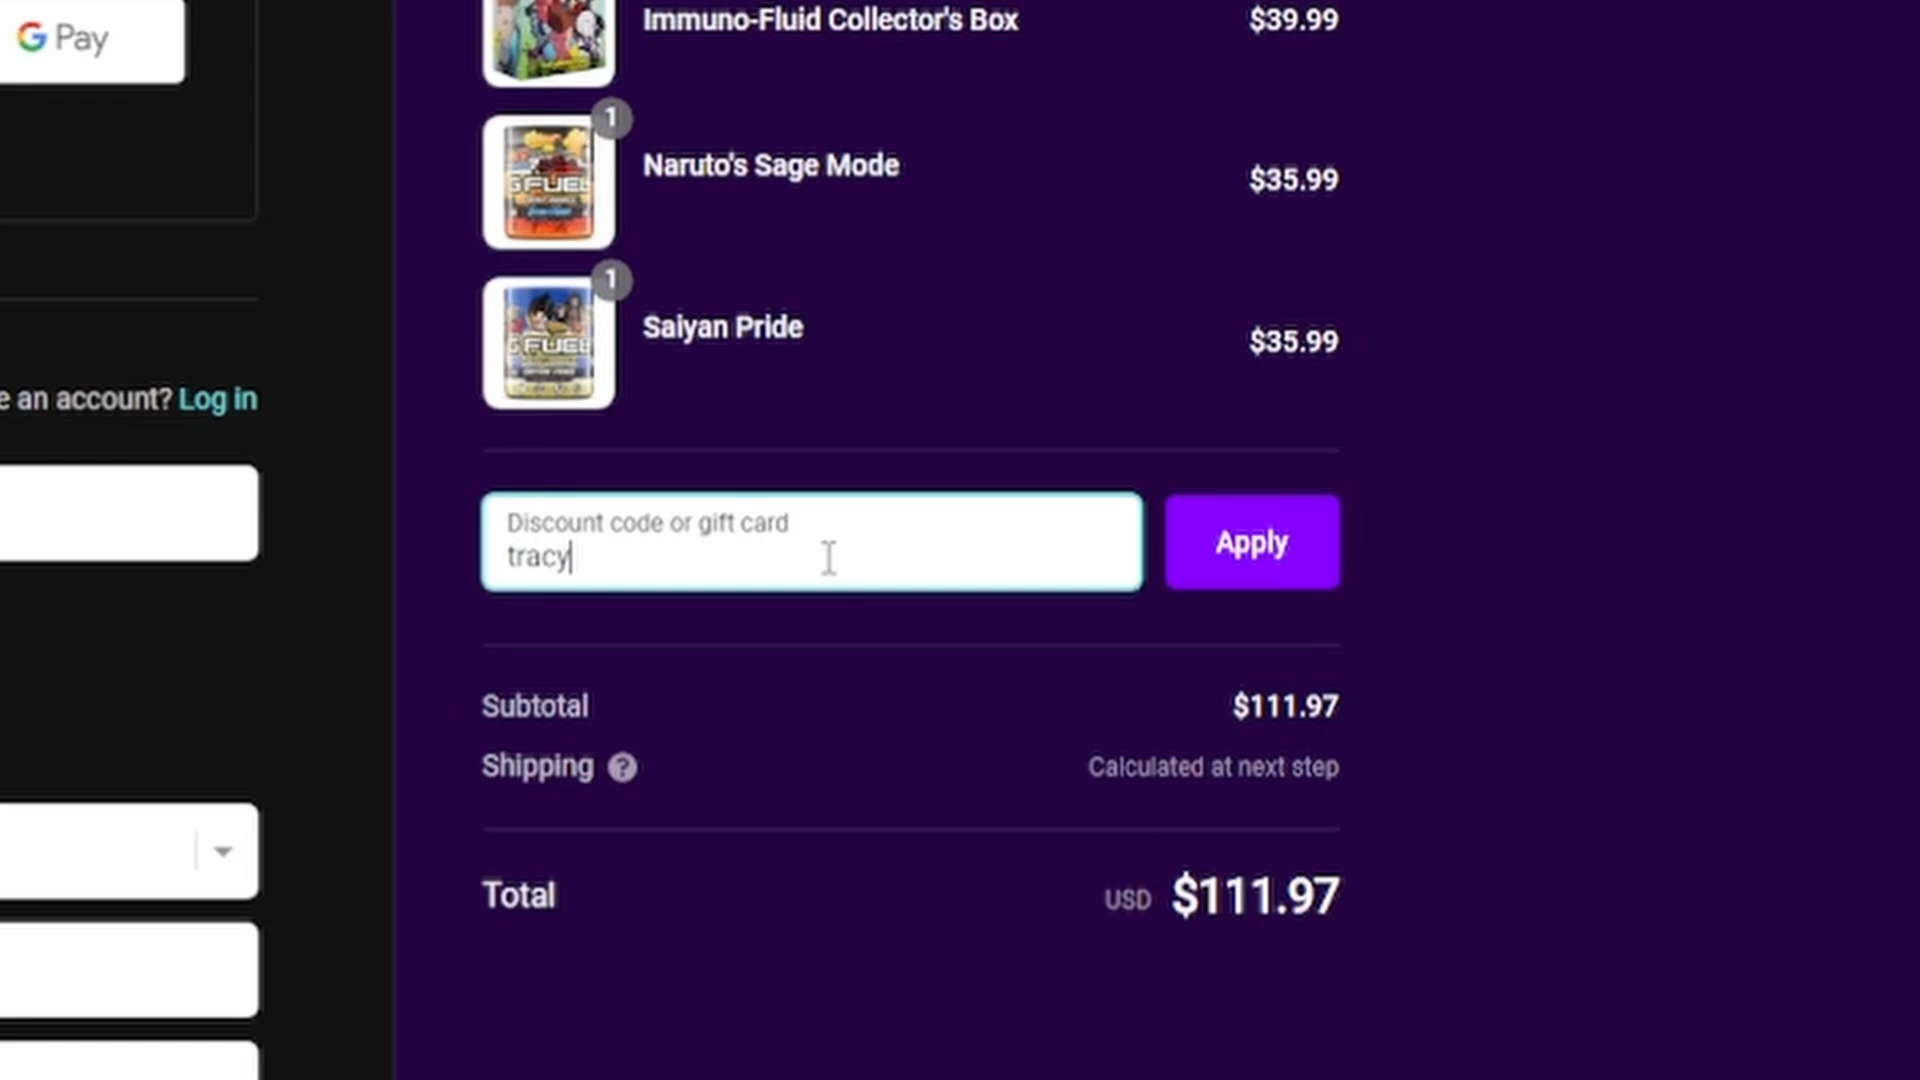 G Pay
Immuno-Fluid Collector's Box
$39.99
1
Naruto's Sage Mode
$35.99
G FUEL
1
Saiyan Pride
$35.99
G FUEL
e an account? Log in
Discount code or gift card
tracy
Apply
Subtotal
$111.97
Shipping ?
Calculated at next step
Total
USD $111.97